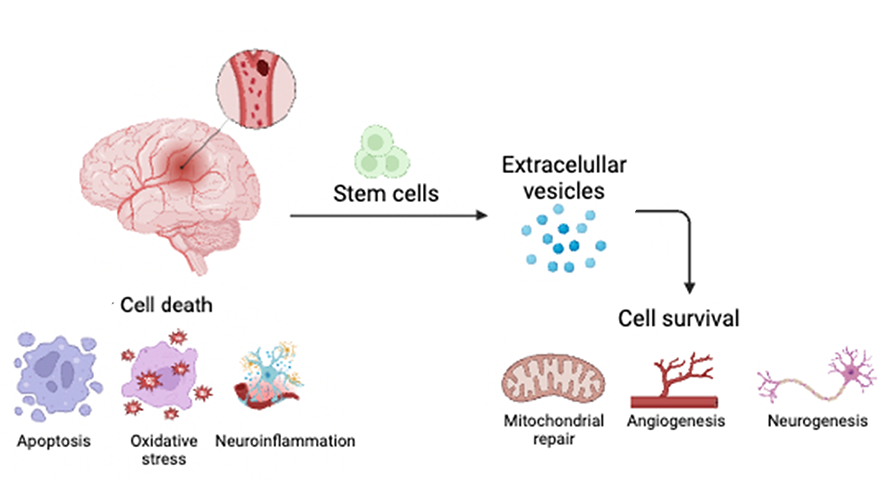 Stem cells
Extracelullar
vesicles
Cell death
Cell survival
Apoptosis
Oxidative
stress
Neuroinflammation
Mitochondrial
repair
Angiogenesis
Neurogenesis